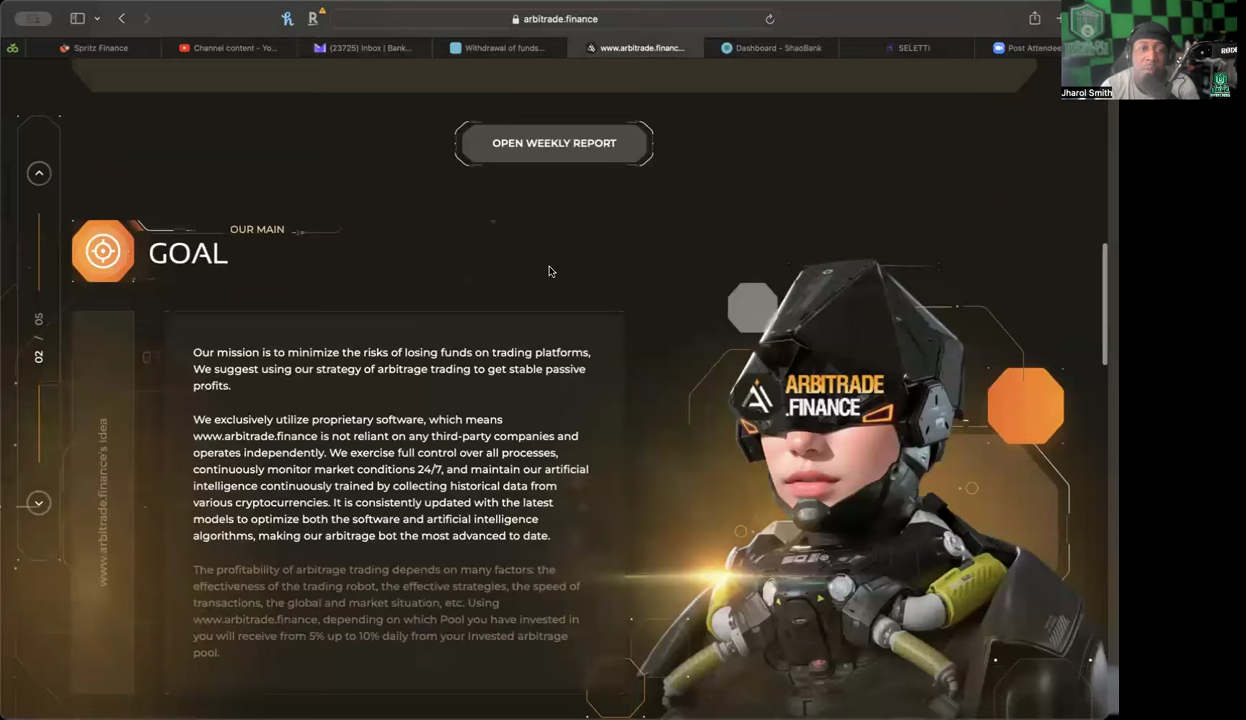 arbitrade.finance
Spritz Finance
Channel content - Yo...
(23725) Inbox | Bank...
Withdrawal of funds...
www.arbitrade.financ...
Dashboard - ShaoBank
SELETTI
Post Attendee
Jharol Smith
OPEN WEEKLY REPORT
OUR MAIN
GOAL
02 / 05
www.arbitrade.finance's idea
Our mission is to minimize the risks of losing funds on trading platforms,
We suggest using our strategy of arbitrage trading to get stable passive
profits.
We exclusively utilize proprietary software, which means
www.arbitrade.finance is not reliant on any third-party companies and
operates independently. We exercise full control over all processes,
continuously monitor market conditions 24/7, and maintain our artificial
intelligence continuously trained by collecting historical data from
various cryptocurrencies. It is consistently updated with the latest
models to optimize both the software and artificial intelligence
algorithms, making our arbitrage bot the most advanced to date.
The profitability of arbitrage trading depends on many factors: the
effectiveness of the trading robot, the effective strategies, the speed of
transactions, the global and market situation, etc. Using
www.arbitrade.finance, depending on which Pool you have invested in
you will receive from 5% up to 10% daily from your Invested arbitrage
pool.
ARBITRADE
.FINANCE